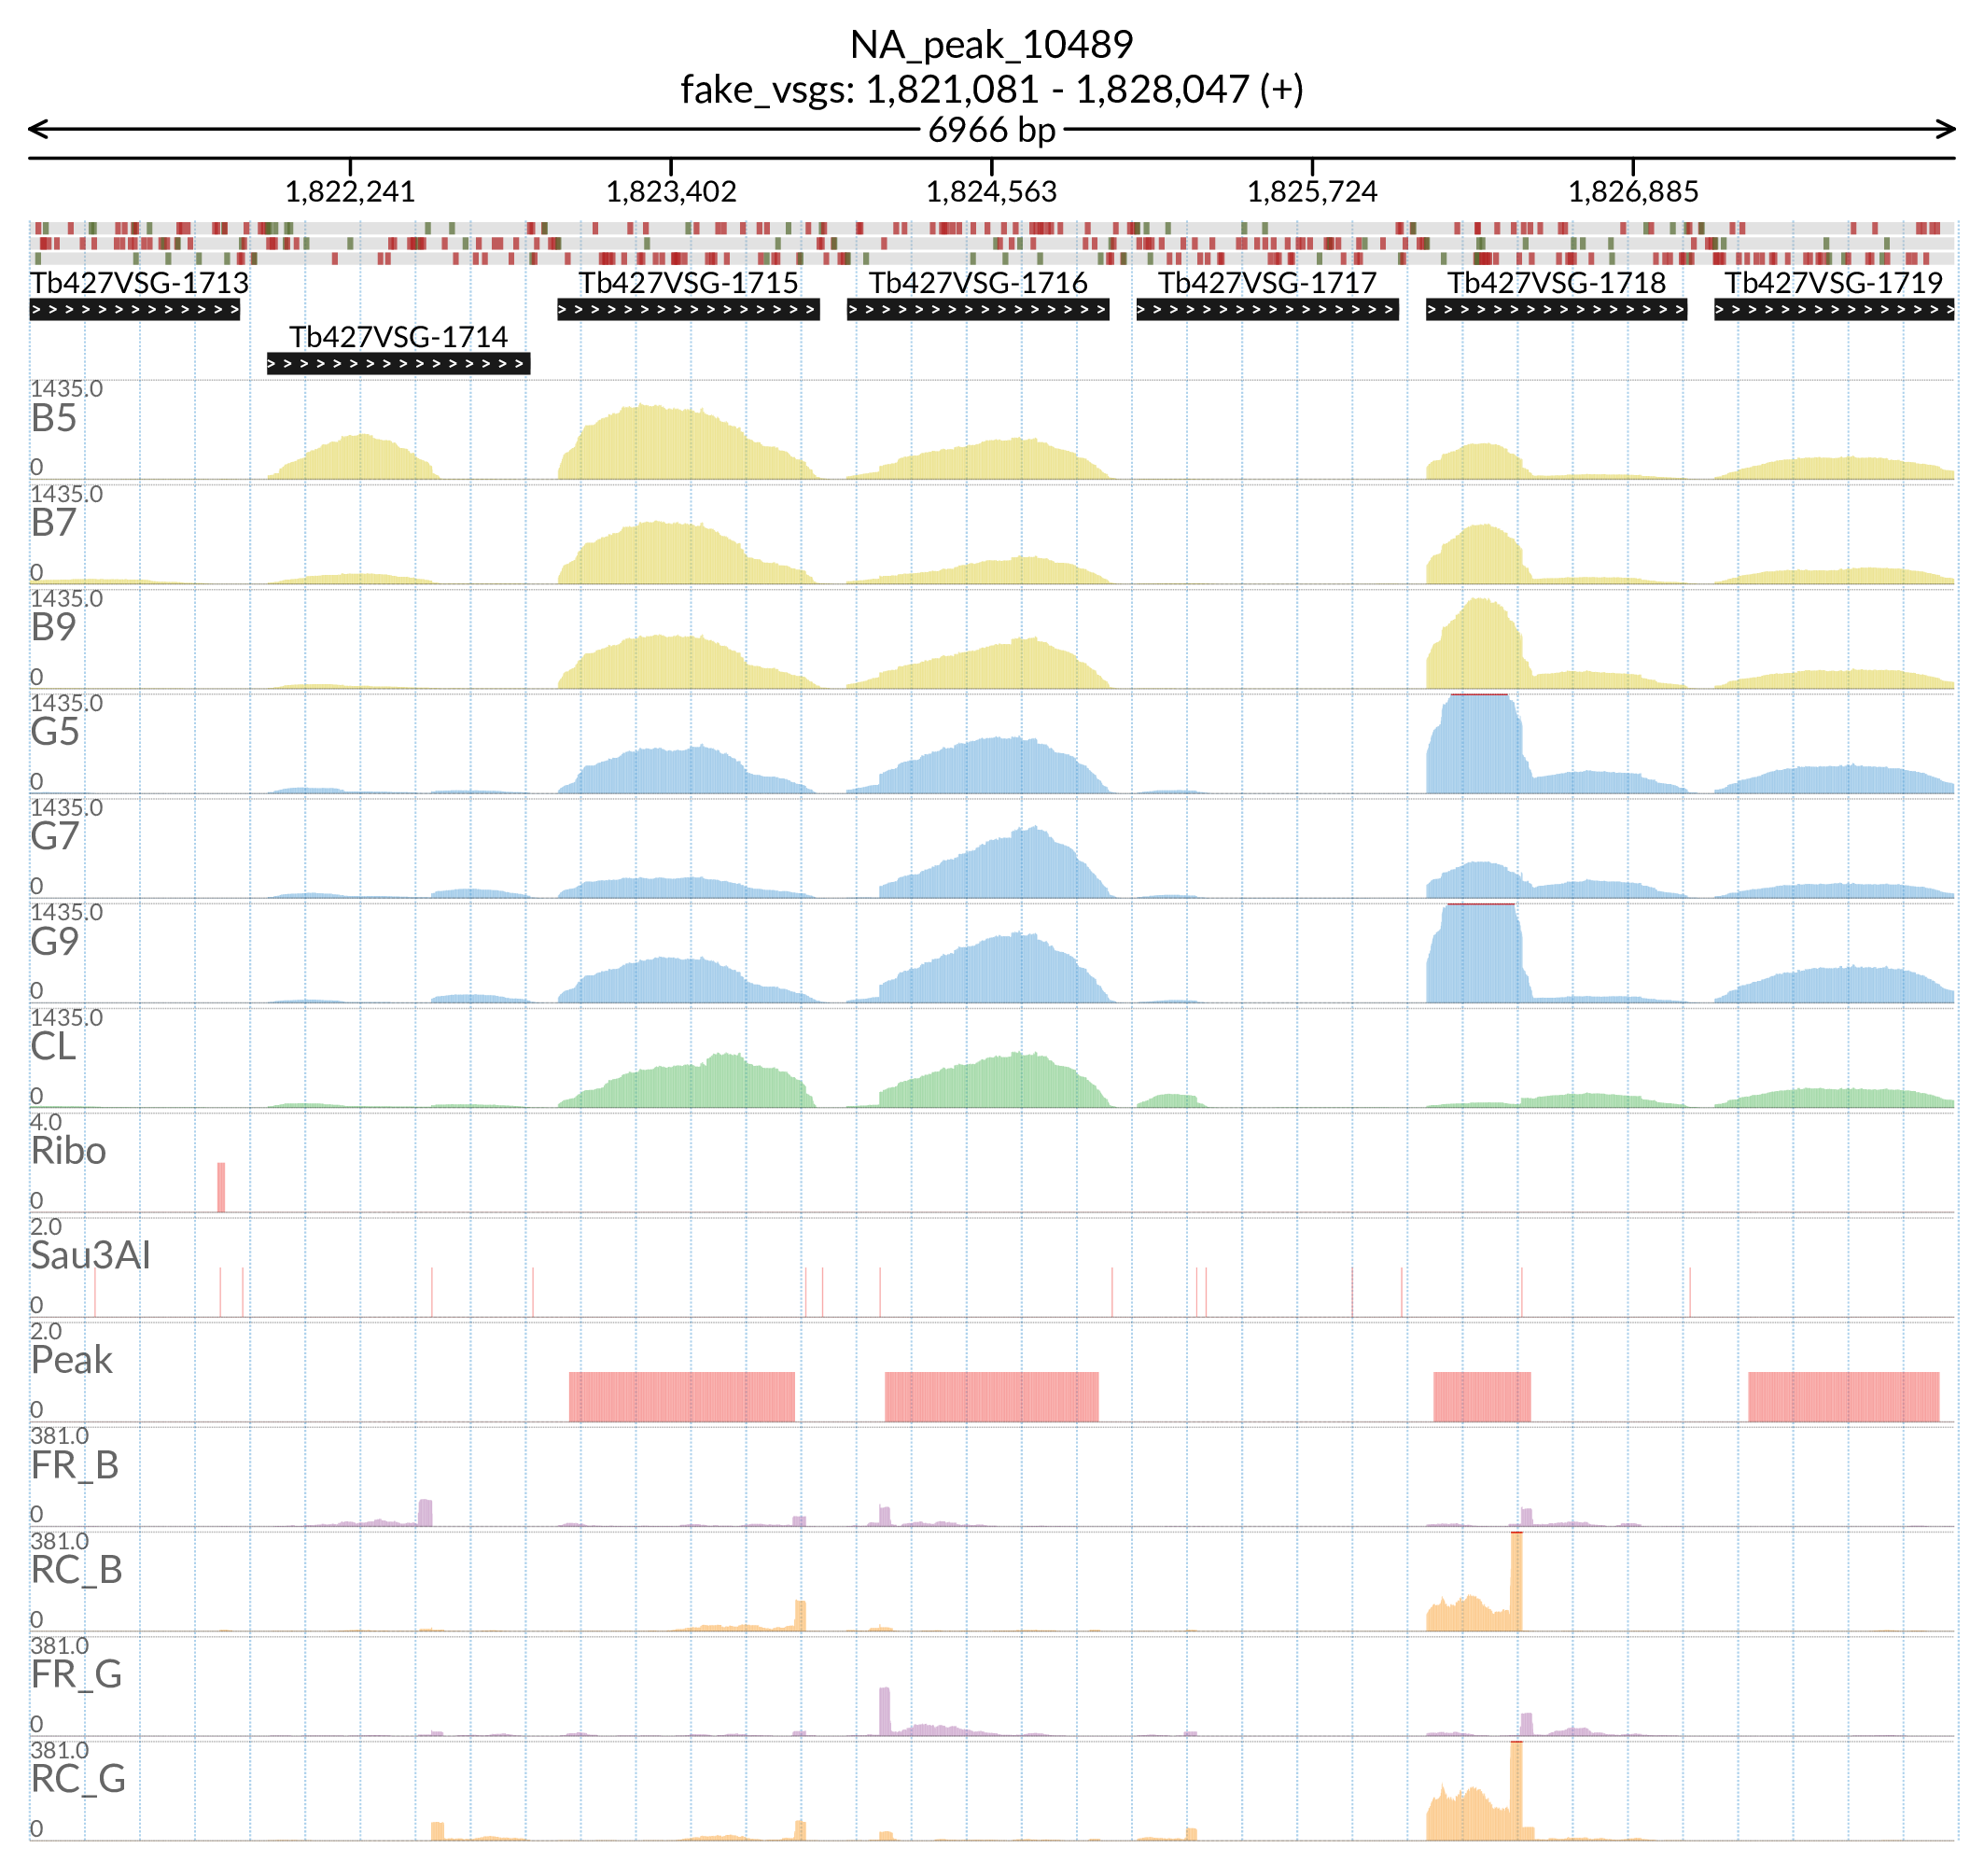 NA_peak_10489
fake_vsgs: 1,821,081 - 1,828,047 (+)
6966 bp
1,822,241 1,823,402 1,824,563 1,825,724 1,826,885
Tb427VSG-1713 Tb427VSG-1715 Tb427VSG-1716 Tb427VSG-1717 Tb427VSG-1718 Tb427VSG-1719
Tb427VSG-1714
1435.0
B5
0
1435.0
B7
0
1435.0
B9
0
1435.0
G5
0
1435.0
G7
0
1435.0
G9
0
1435.0
CL
0
4.0
Ribo
0
2.0
Sau3AI
0
2.0
Peak
0
381.0
FR_B
0
381.0
RC_B
0
381.0
FR_G
0
381.0
RC_G
0